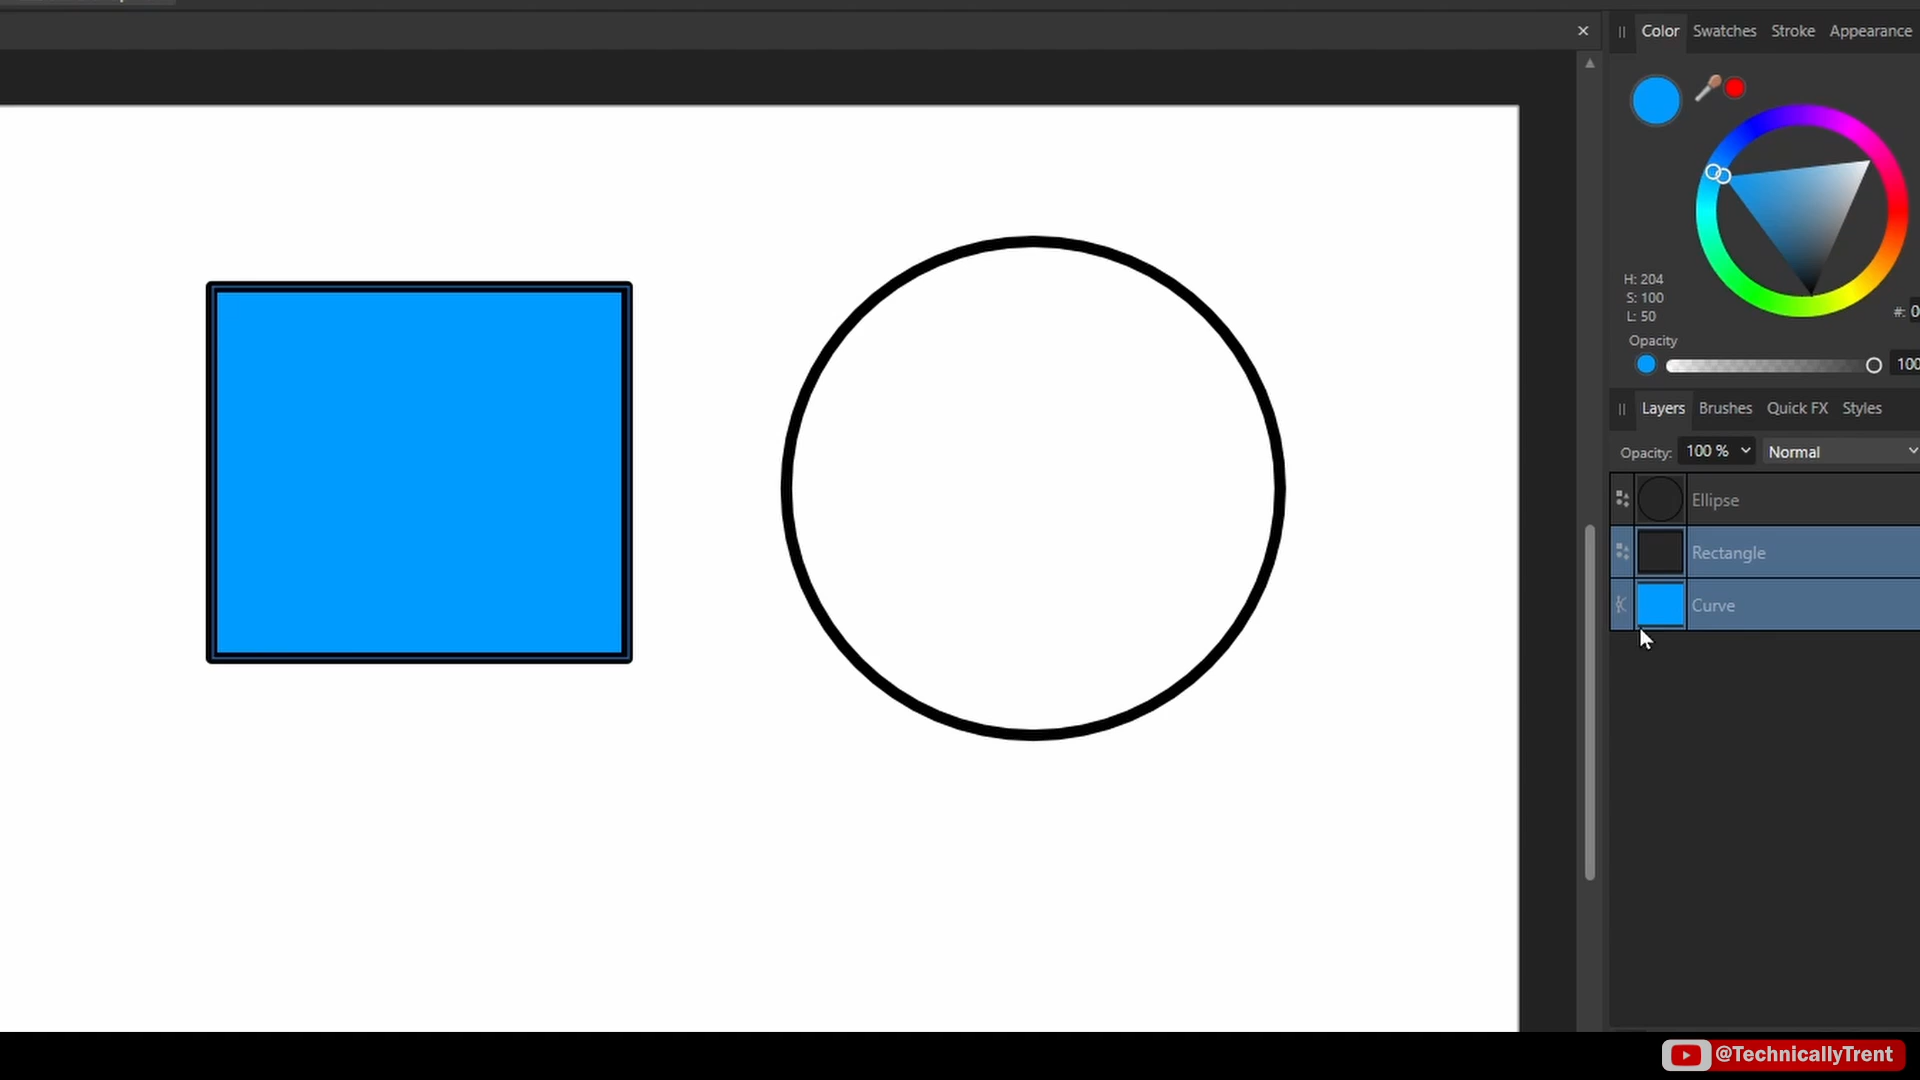 Color Swatches Stroke Appearance
H: 204
S: 100
L: 50
#: 0
Opacity
100
Layers Brushes Quick FX Styles
Opacity: 100 % Normal
Ellipse
Rectangle
Curve
@TechnicallyTrent